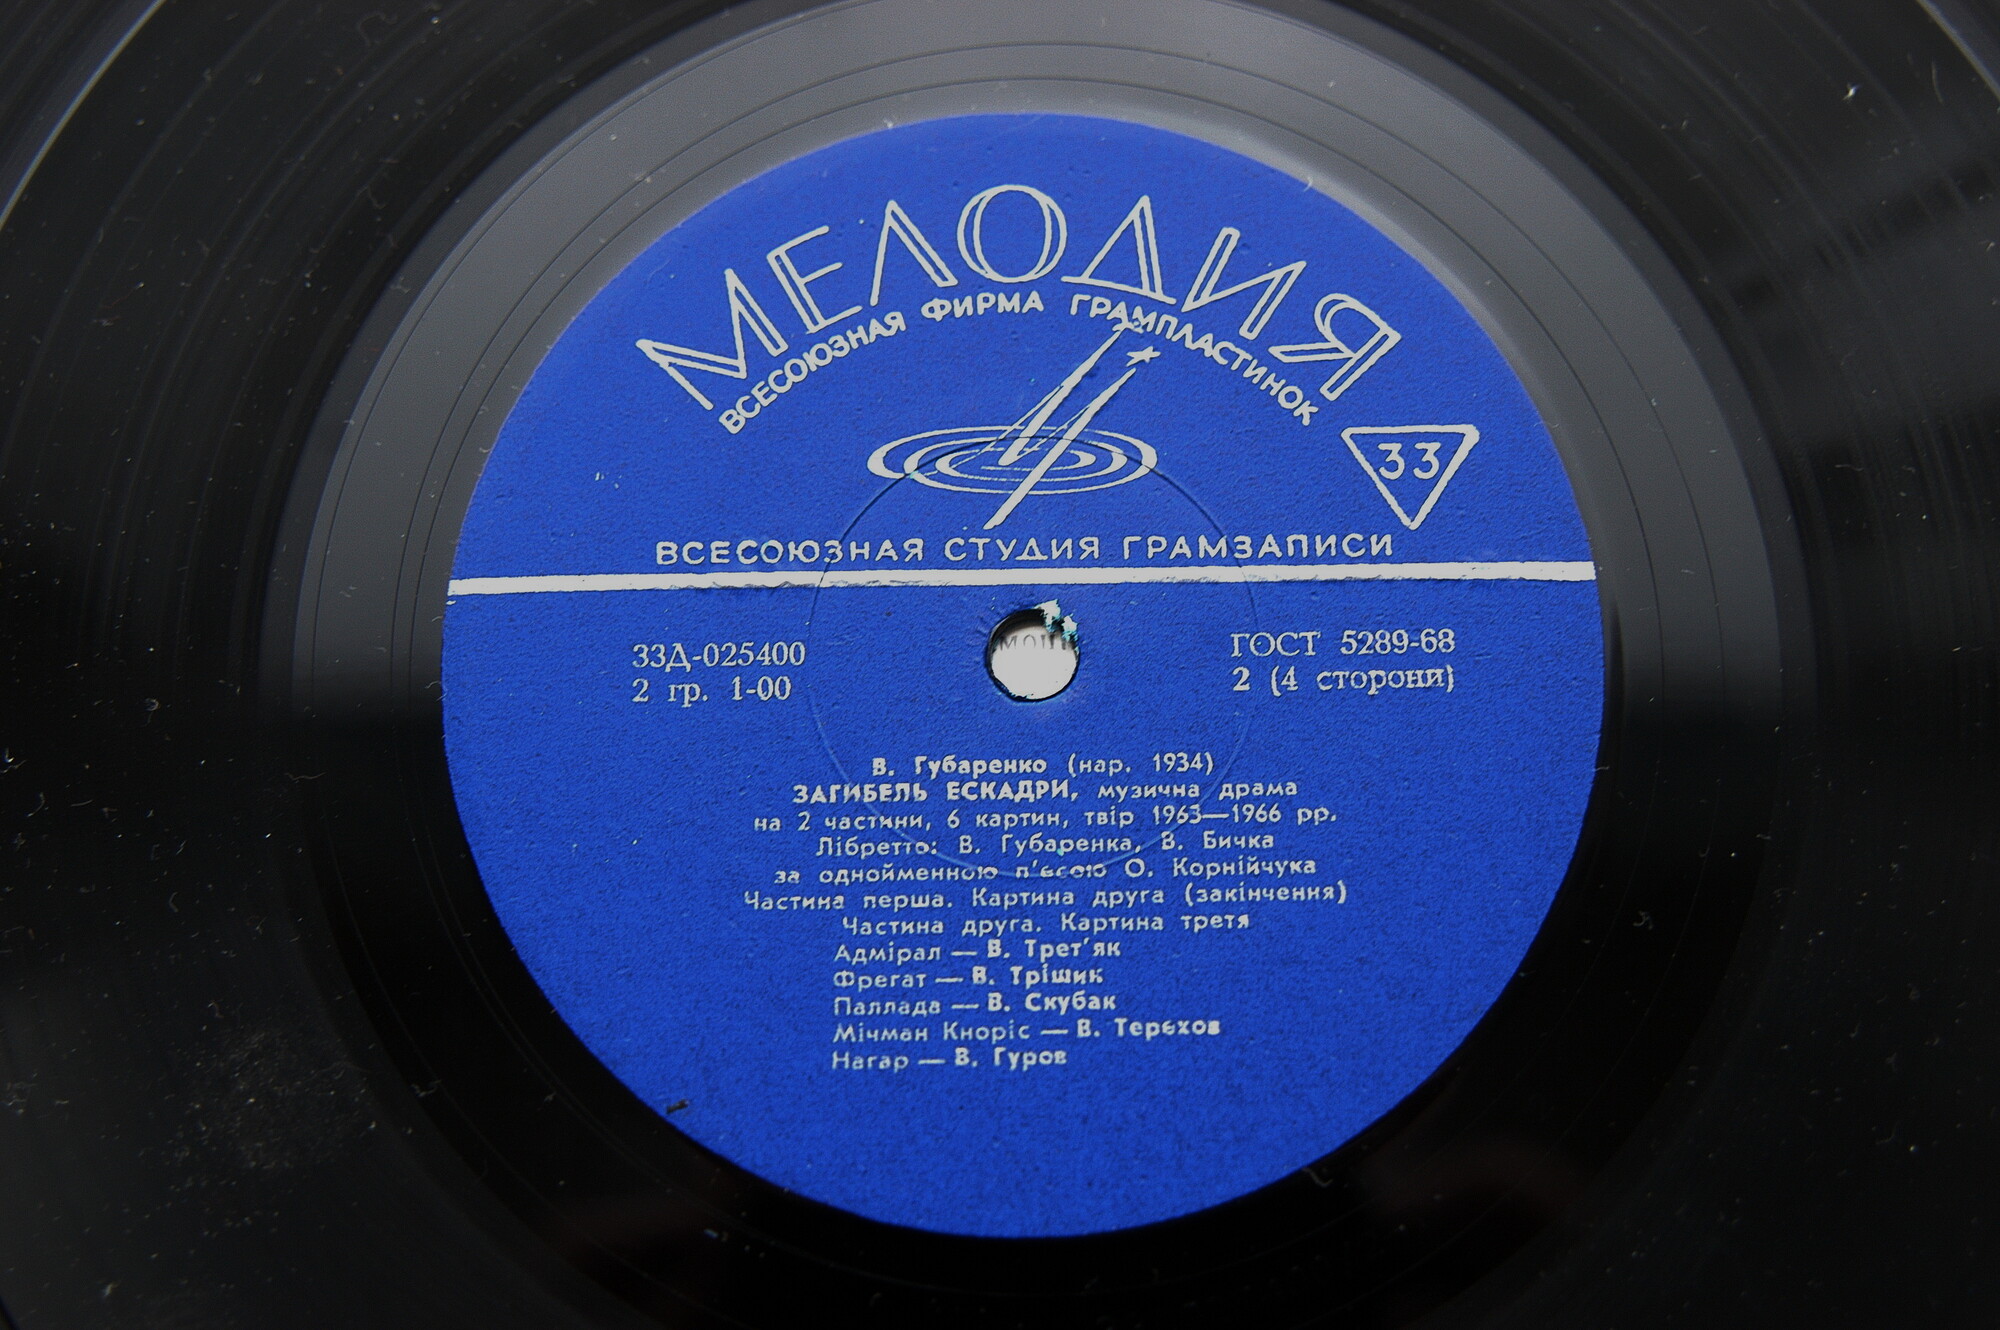 МЕЛОДИЯ
ВСЕСОЮЗНАЯ ФИРМА ГРАМПЛАСТИНОК
33
ВСЕСОЮЗНАЯ СТУДИЯ ГРАМЗАПИСИ
33Д-025400
2 гр. 1-00
ГОСТ 5289-68
2 (4 сторони)
В. Губаренко (нар. 1934)
ЗАГИБЕЛЬ ЕСКАДРИ, музична драма
на 2 частини, 6 картин, твір 1963—1966 рр.
Лібретто: В. Губаренка, В. Бичка
за однойменною п'єсою О. Корнійчука
Частина перша. Картина друга (закінчення)
Частина друга. Картина третя
Адмірал — В. Трет'як
Фрегат — В. Трішик
Паллада — В. Скубак
Мічман Кноріс — В. Терехов
Нагар — В. Гуров